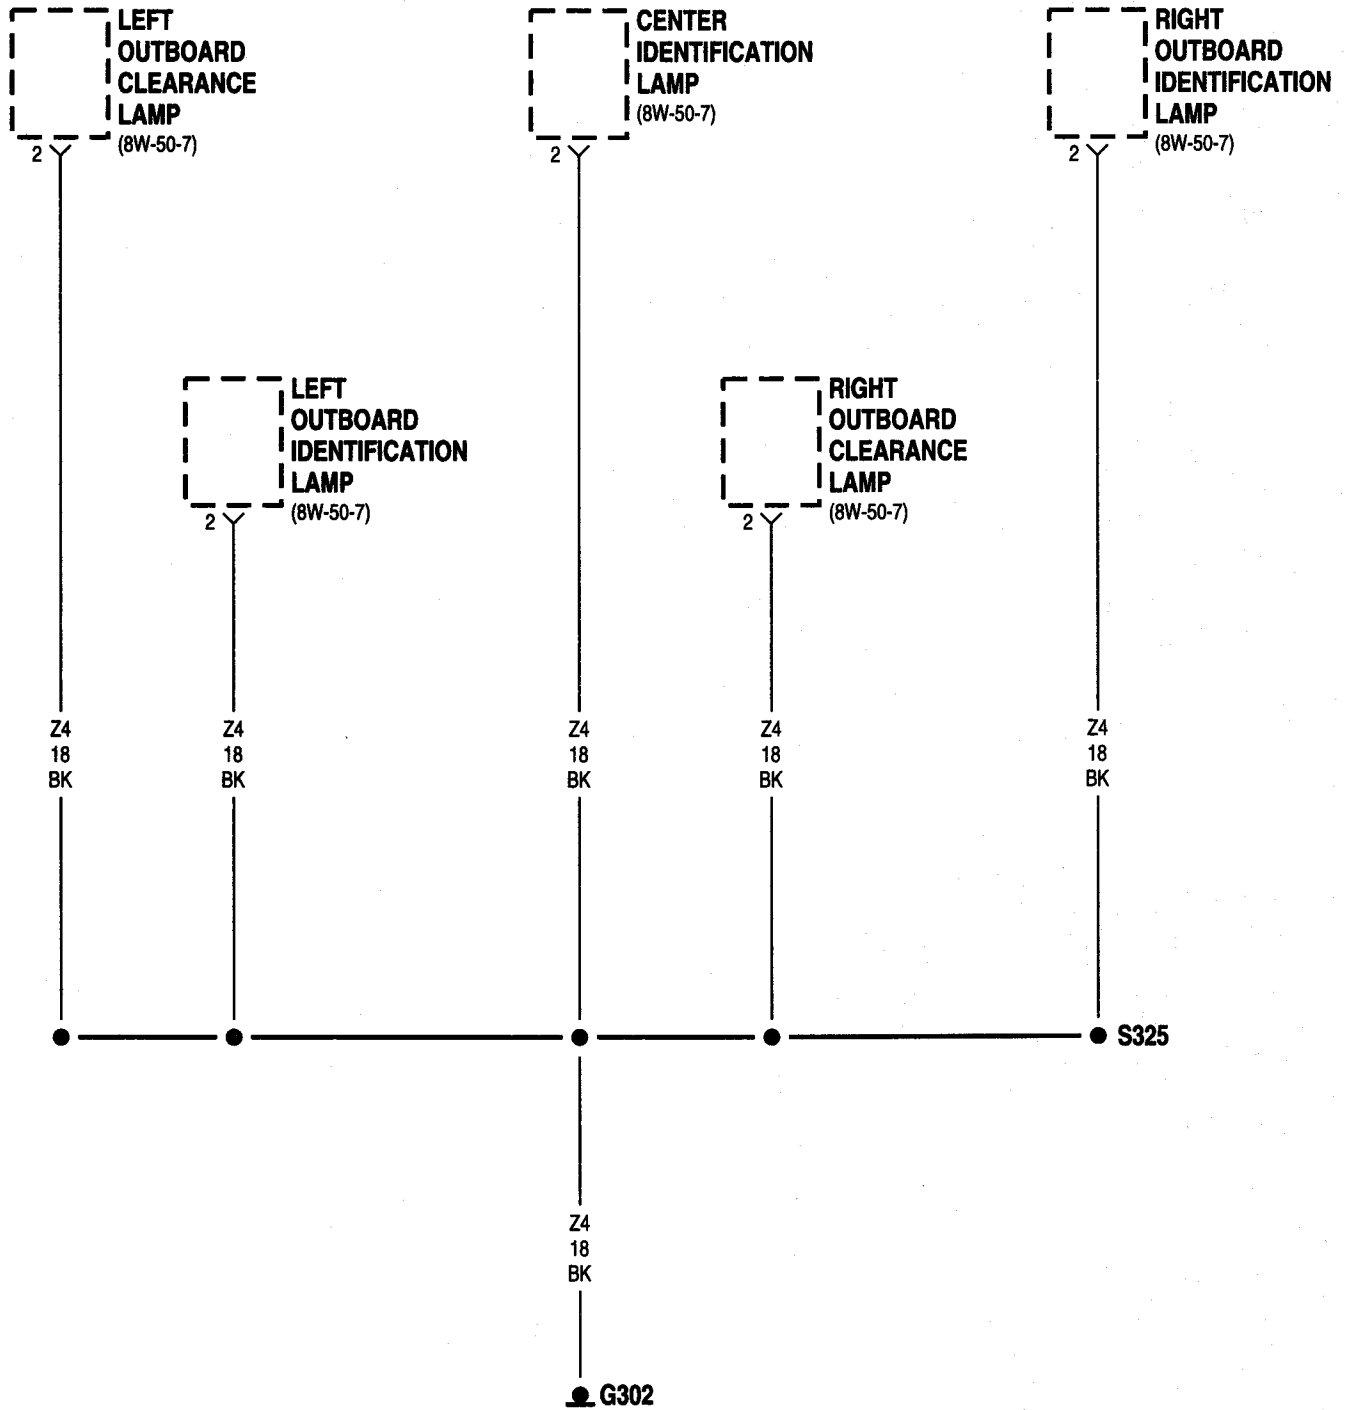 LEFT
OUTBOARD
CLEARANCE
LAMP
(8W-50-7)
2
CENTER
IDENTIFICATION
LAMP
(8W-50-7)
2
RIGHT
OUTBOARD
IDENTIFICATION
LAMP
(8W-50-7)
2
LEFT
OUTBOARD
IDENTIFICATION
LAMP
(8W-50-7)
2
RIGHT
OUTBOARD
CLEARANCE
LAMP
(8W-50-7)
2
Z4
18
BK
Z4
18
BK
Z4
18
BK
Z4
18
BK
Z4
18
BK
S325
Z4
18
BK
G302